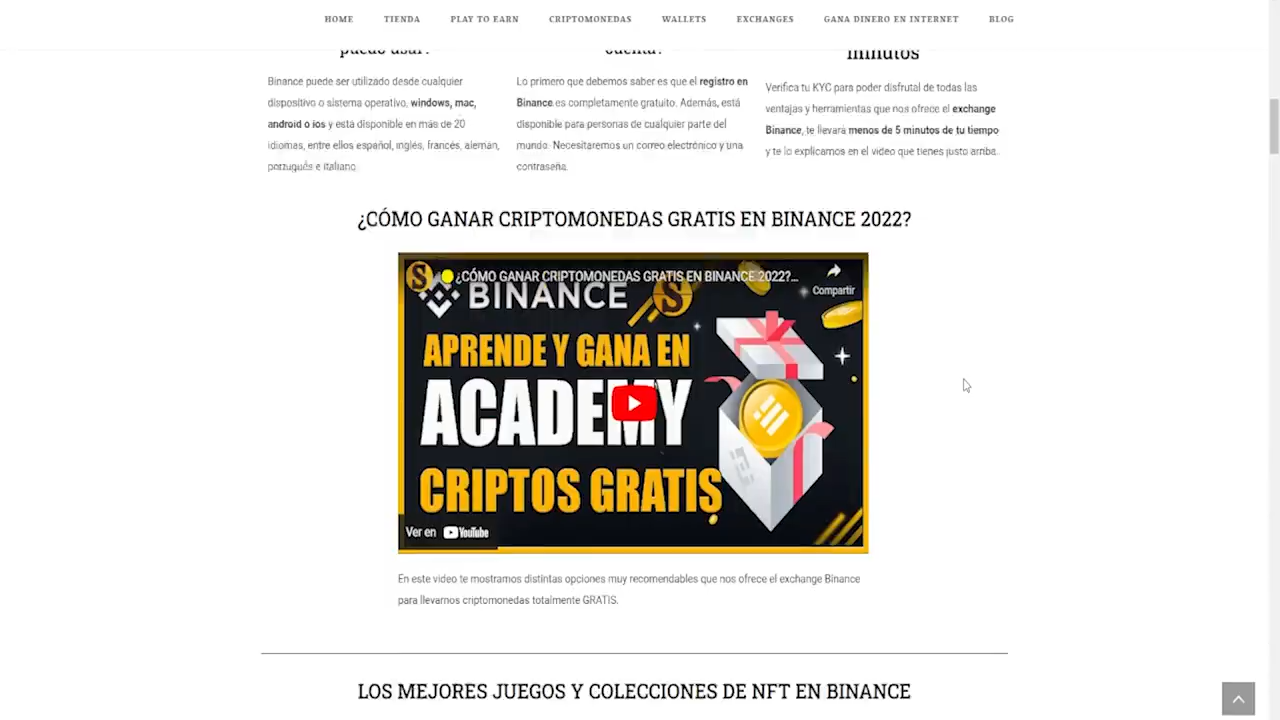 HOME TIENDA PLAY TO EARN CRIPTOMONEDAS WALLETS EXCHANGES GANA DINERO EN INTERNET BLOG
puedo usar?
Binance puede ser utilizado desde cualquier
dispositivo o sistema operativo, windows, mac,
android o ios y está disponible en más de 20
idiomas, entre ellos español, inglés, francés, alemán,
portugués e italiano.
cuenta?
Lo primero que debemos saber es que el registro en
Binance es completamente gratuito. Además, está
disponible para personas de cualquier parte del
mundo. Necesitaremos un correo electrónico y una
contraseña.
minutos
Verifica tu KYC para poder disfrutal de todas las
ventajas y herramientas que nos ofrece el exchange
Binance, te llevará menos de 5 minutos de tu tiempo
y te lo explicamos en el video que tienes justo arriba.
¿CÓMO GANAR CRIPTOMONEDAS GRATIS EN BINANCE 2022?
¿CÓMO GANAR CRIPTOMONEDAS GRATIS EN BINANCE 2022?...
Compartir
BINANCE
APRENDE Y GANA EN
ACADEMY
CRIPTOS GRATIS
Ver en YouTube
En este video te mostramos distintas opciones muy recomendables que nos ofrece el exchange Binance
para llevarnos criptomonedas totalmente GRATIS.
LOS MEJORES JUEGOS Y COLECCIONES DE NFT EN BINANCE